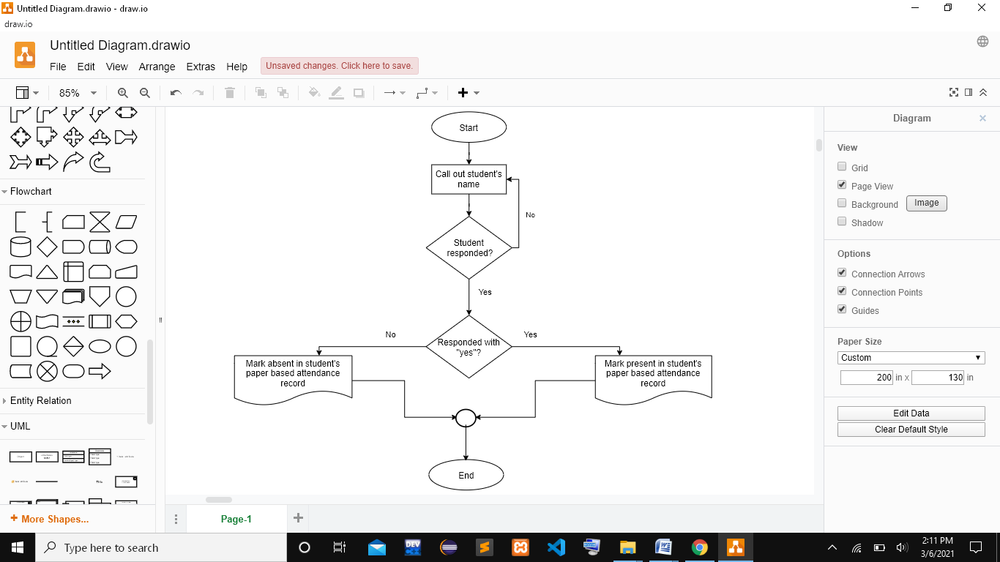 Untitled Diagram.drawio - draw.io
draw.io
Untitled Diagram.drawio
File Edit View Arrange Extras Help
Unsaved changes. Click here to save.
85%
Flowchart
Entity Relation
UML
This
+ More Shapes...
Start
Call out student's
name
No
Student
responded?
Yes
No
Yes
Responded with
"yes"?
Mark absent in student's
paper based attendance
record
Mark present in student's
paper based attendance
record
End
Page-1
Diagram
View
Grid
Page View
Background
Image
Shadow
Options
Connection Arrows
Connection Points
Guides
Paper Size
Custom
200 in x 130 in
Edit Data
Clear Default Style
Type here to search
DEV
2:11 PM
3/6/2021